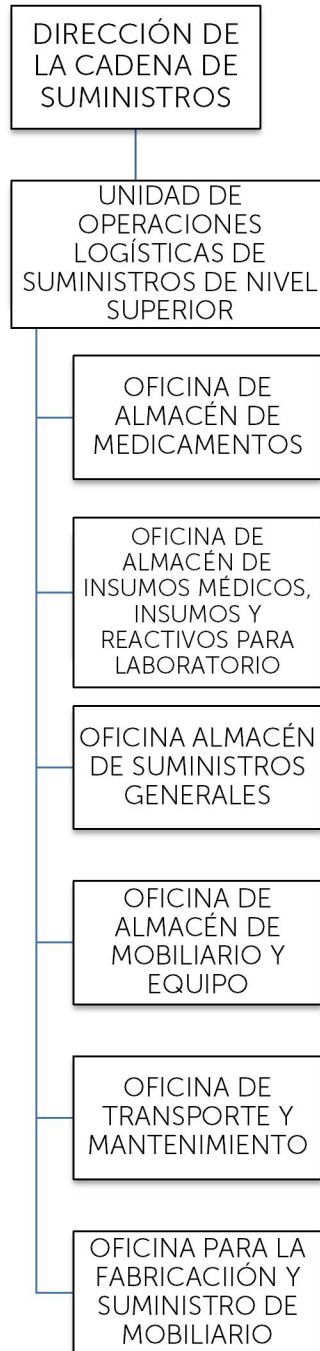 DIRECCIÓN DE
LA CADENA DE
SUMINISTROS
UNIDAD DE
OPERACIONES
LOGÍSTICAS DE
SUMINISTROS DE NIVEL
SUPERIOR
OFICINA DE
ALMACÉN DE
MEDICAMENTOS
OFICINA DE
ALMACÉN DE
INSUMOS MÉDICOS,
INSUMOS Y
REACTIVOS PARA
LABORATORIO
OFICINA ALMACÉN
DE SUMINISTROS
GENERALES
OFICINA DE
ALMACÉN DE
MOBILIARIO Y
EQUIPO
OFICINA DE
TRANSPORTE Y
MANTENIMIENTO
OFICINA PARA LA
FABRICACIIÓN Y
SUMINISTRO DE
MOBILIARIO